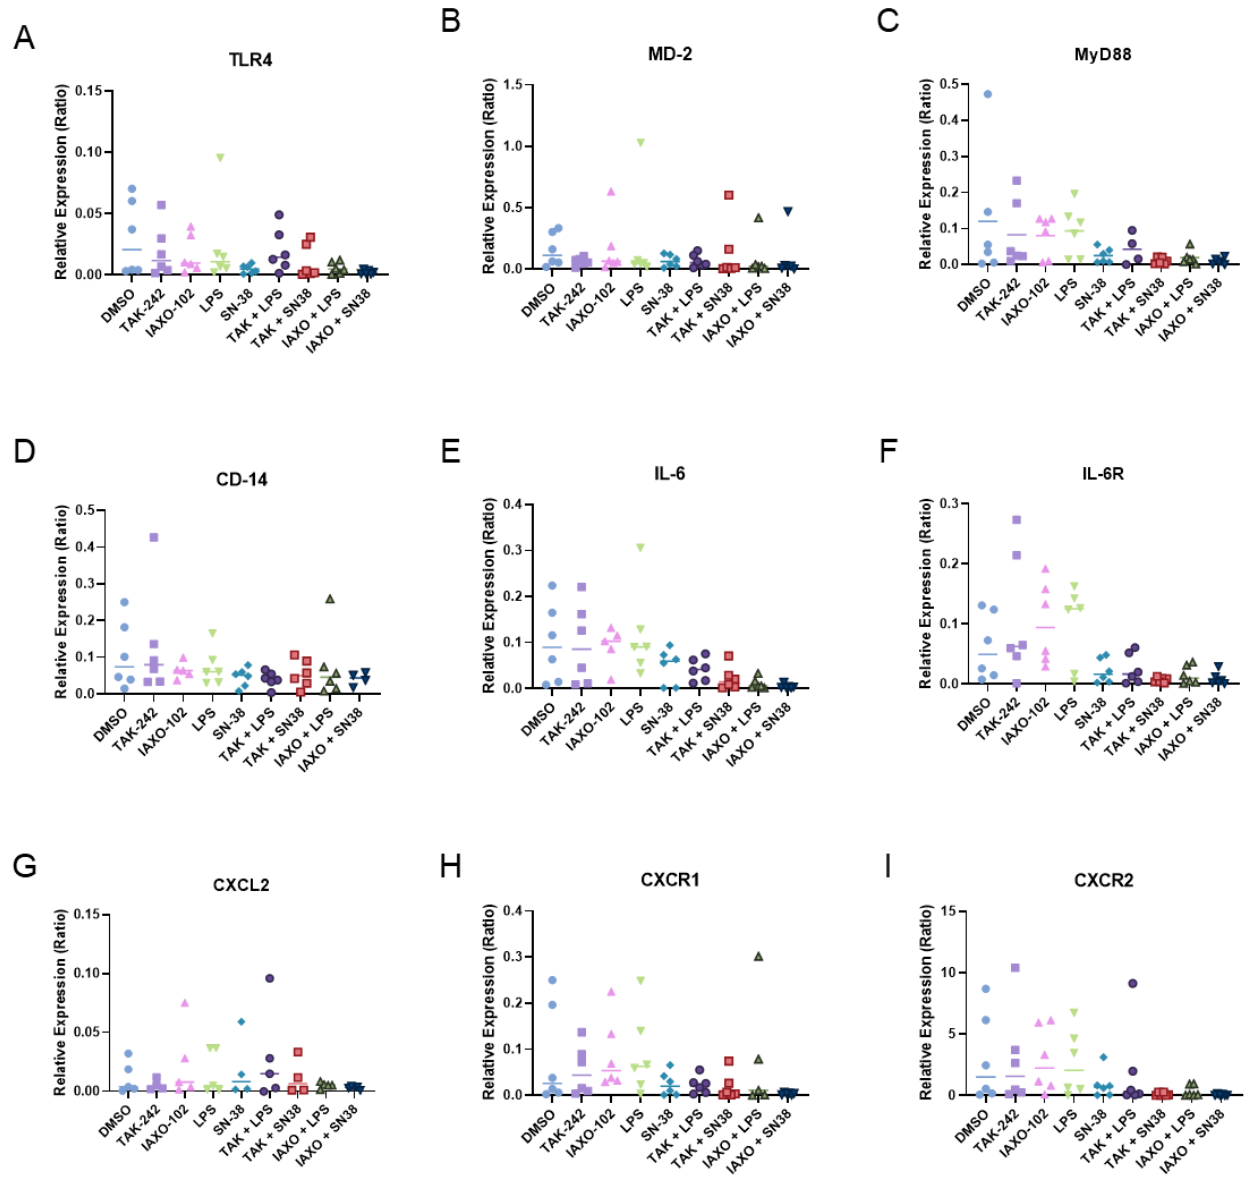 A
TLR4
Relative Expression (Ratio)
0.15
0.10
0.05
0.00
DMSO
TAK-242
IAXO-102
LPS
SN-38
TAK + LPS
TAK + SN38
IAXO + LPS
IAXO + SN38
B
MD-2
Relative Expression (Ratio)
1.5
1.0
0.5
0.0
DMSO
TAK-242
IAXO-102
LPS
SN-38
TAK + LPS
TAK + SN38
IAXO + LPS
IAXO + SN38
C
MyD88
Relative Expression (Ratio)
0.5
0.4
0.3
0.2
0.1
0.0
DMSO
TAK-242
IAXO-102
LPS
SN-38
TAK + LPS
TAK + SN38
IAXO + LPS
IAXO + SN38
D
CD-14
Relative Expression (Ratio)
0.5
0.4
0.3
0.2
0.1
0.0
DMSO
TAK-242
IAXO-102
LPS
SN-38
TAK + LPS
TAK + SN38
IAXO + LPS
IAXO + SN38
E
IL-6
Relative Expression (Ratio)
0.4
0.3
0.2
0.1
0.0
DMSO
TAK-242
IAXO-102
LPS
SN-38
TAK + LPS
TAK + SN38
IAXO + LPS
IAXO + SN38
F
IL-6R
Relative Expression (Ratio)
0.3
0.2
0.1
0.0
DMSO
TAK-242
IAXO-102
LPS
SN-38
TAK + LPS
TAK + SN38
IAXO + LPS
IAXO + SN38
G
CXCL2
Relative Expression (Ratio)
0.15
0.10
0.05
0.00
DMSO
TAK-242
IAXO-102
LPS
SN-38
TAK + LPS
TAK + SN38
IAXO + LPS
IAXO + SN38
H
CXCR1
Relative Expression (Ratio)
0.4
0.3
0.2
0.1
0.0
DMSO
TAK-242
IAXO-102
LPS
SN-38
TAK + LPS
TAK + SN38
IAXO + LPS
IAXO + SN38
I
CXCR2
Relative Expression (Ratio)
15
10
5
0
DMSO
TAK-242
IAXO-102
LPS
SN-38
TAK + LPS
TAK + SN38
IAXO + LPS
IAXO + SN38